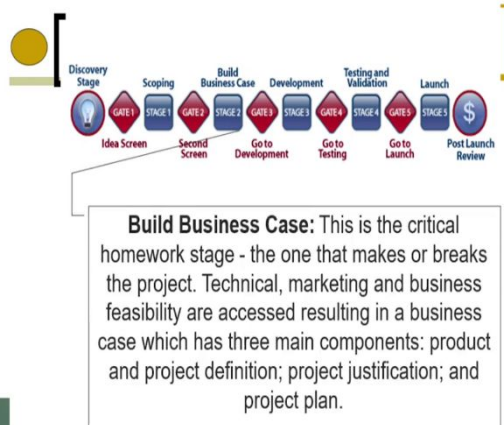 Discovery
Stage
Scoping
Build
Business Case
Development
Testing and
Validation
Launch
GATE 1
STAGE 1
GATE 2
STAGE 2
GATE 3
STAGE 3
GATE 4
STAGE 4
GATE 5
STAGE 5
$
Idea Screen
Second
Screen
Go to
Development
Go to
Testing
Go to
Launch
Post Launch
Review
Build Business Case: This is the critical
homework stage - the one that makes or breaks
the project. Technical, marketing and business
feasibility are accessed resulting in a business
case which has three main components: product
and project definition; project justification; and
project plan.